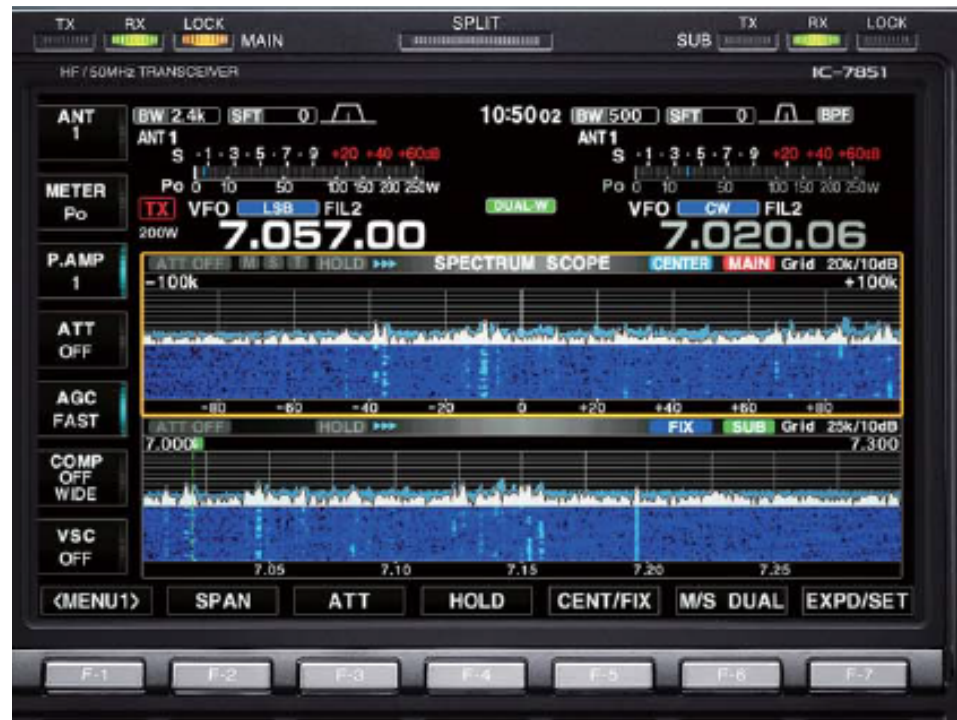 TX RX LOCK MAIN SPLIT SUB TX RX LOCK
HF/50MHz TRANSCEIVER IC-7851
ANT
1
METER
Po
P.AMP
1
ATT
OFF
AGC
FAST
COMP
OFF
WIDE
VSC
OFF
BW 2.4k SFT 0 10:50 02 BW 500 SFT 0 BPF
ANT 1 ANT 1
S 1 3 5 7 9 +20 +40 +60dB S 1 3 5 7 9 +20 +40 +60dB
Po 0 10 50 100 150 200 250W Po 0 10 50 100 150 200 250W
TX VFO LSB FIL2 DUAL-W VFO CW FIL2
200W 7.057.00 7.020.06
ATT OFF M S T HOLD SPECTRUM SCOPE CENTER MAIN Grid 20k/10dB
-100k +100k
-80 -60 -40 -20 0 +20 +40 +60 +80
ATT OFF HOLD FIX SUB Grid 25k/10dB
7.000 7.300
7.05 7.10 7.15 7.20 7.25
<MENU1> SPAN ATT HOLD CENT/FIX M/S DUAL EXPD/SET
F-1 F-2 F-3 F-4 F-5 F-6 F-7